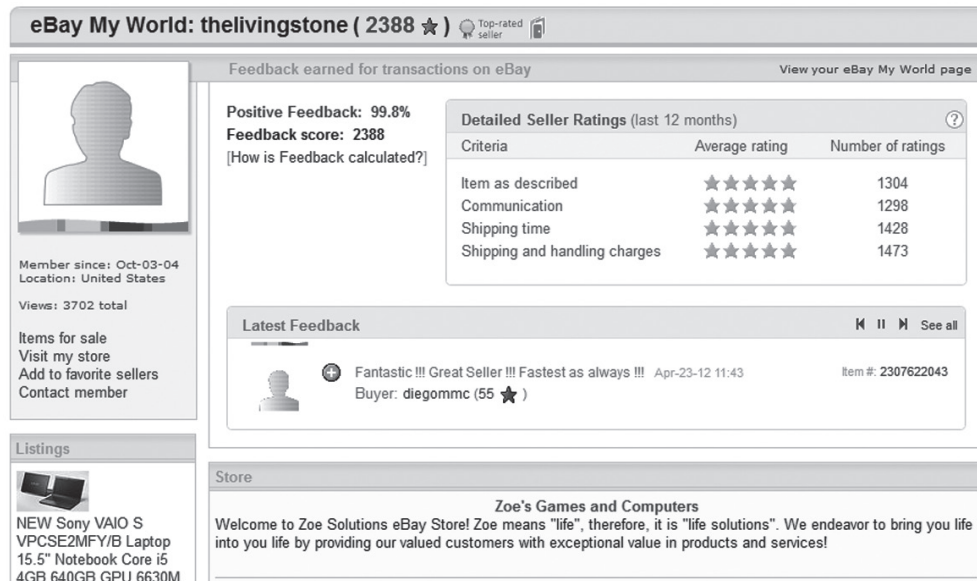 eBay My World: thelivingstone ( 2388 ★ ) Top-rated seller
Feedback earned for transactions on eBay
View your eBay My World page
Member since: Oct-03-04
Location: United States
Views: 3702 total
Items for sale
Visit my store
Add to favorite sellers
Contact member
Positive Feedback: 99.8%
Feedback score: 2388
[How is Feedback calculated?]
Detailed Seller Ratings (last 12 months) ?
Criteria Average rating Number of ratings
Item as described ★★★★★ 1304
Communication ★★★★★ 1298
Shipping time ★★★★★ 1428
Shipping and handling charges ★★★★★ 1473
Latest Feedback See all
Fantastic !!! Great Seller !!! Fastest as always !!! Apr-23-12 11:43 Item #: 2307622043
Buyer: diegommc (55 ★ )
Listings
NEW Sony VAIO S
VPCSE2MFY/B Laptop
15.5" Notebook Core i5
4GB 640GB GPU 6630M
Store
Zoe's Games and Computers
Welcome to Zoe Solutions eBay Store! Zoe means "life", therefore, it is "life solutions". We endeavor to bring you life
into you life by providing our valued customers with exceptional value in products and services!